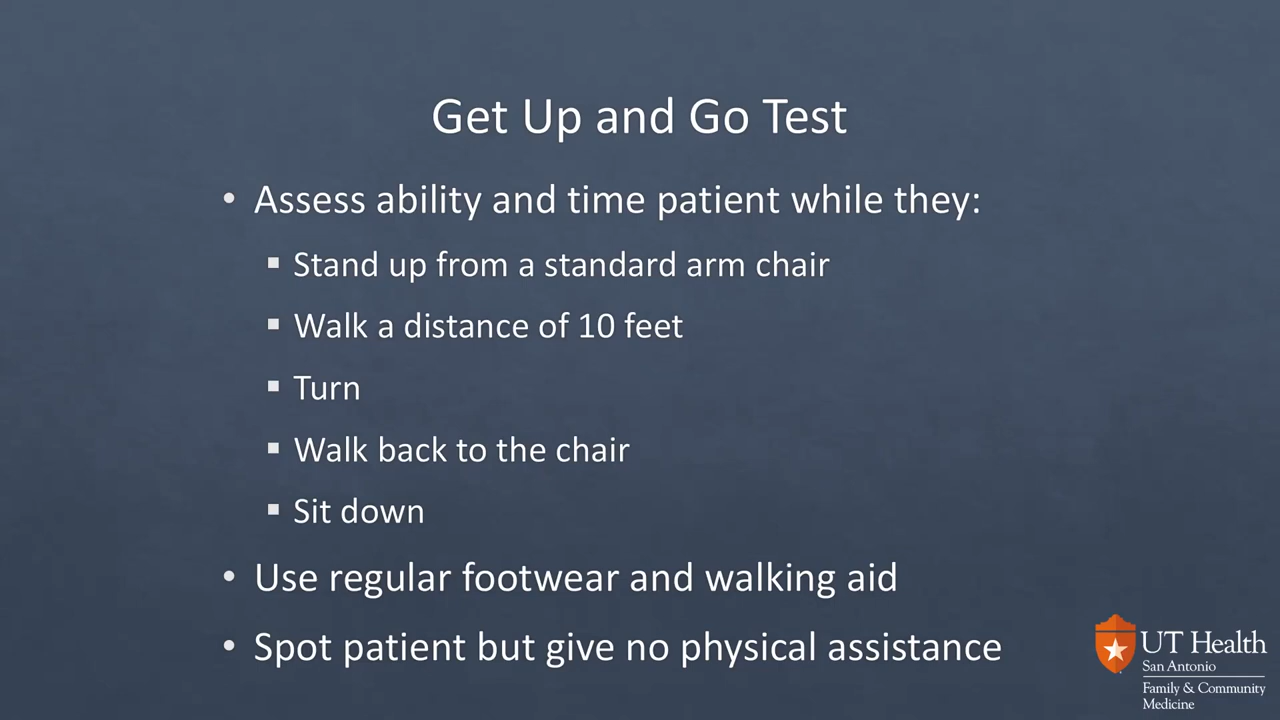 Get Up and Go Test
• Assess ability and time patient while they:
▪ Stand up from a standard arm chair
▪ Walk a distance of 10 feet
▪ Turn
▪ Walk back to the chair
▪ Sit down
• Use regular footwear and walking aid
• Spot patient but give no physical assistance
UT Health
San Antonio
Family & Community
Medicine